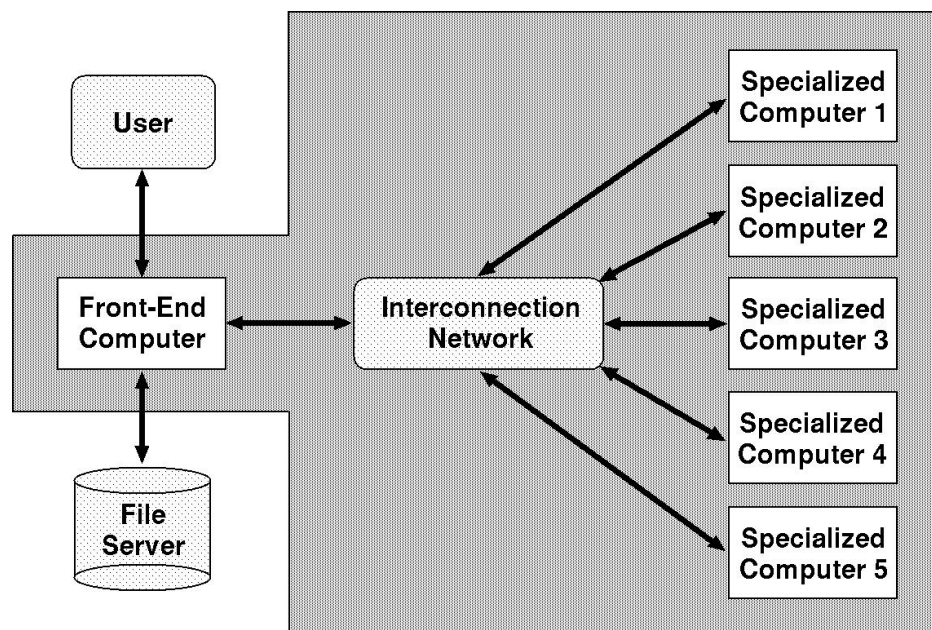 User
Front-End
Computer
File
Server
Interconnection
Network
Specialized
Computer 1
Specialized
Computer 2
Specialized
Computer 3
Specialized
Computer 4
Specialized
Computer 5